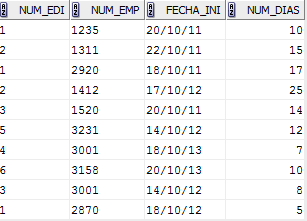 NUM_EDI NUM_EMP FECHA_INI NUM_DIAS
1 1235 20/10/11 10
2 1311 22/10/11 15
1 2920 18/10/11 17
2 1412 17/10/12 25
3 1520 20/10/11 14
5 3231 14/10/12 12
4 3001 18/10/13 7
6 3158 20/10/13 10
3 3001 14/10/12 8
1 2870 18/10/12 5